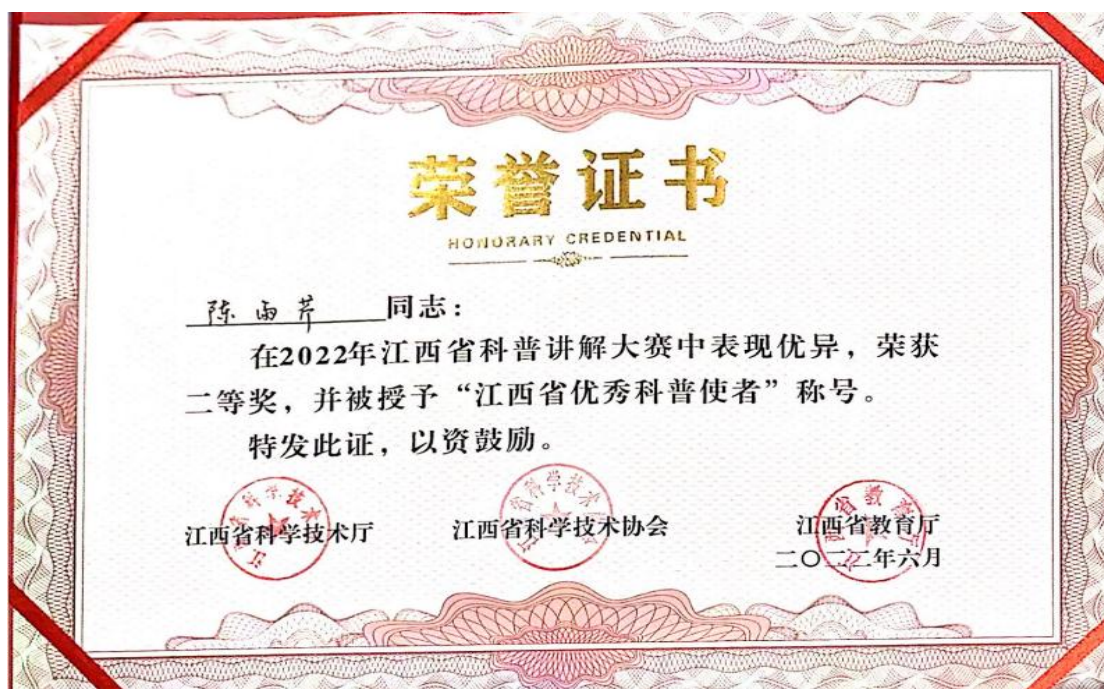 荣誉证书
HONORARY CREDENTIAL
陈雨芹 同志：
在2022年江西省科普讲解大赛中表现优异，荣获
二等奖，并被授予“江西省优秀科普使者”称号。
特发此证，以资鼓励。
江西省科学技术厅 江西省科学技术协会 江西省教育厅
二〇二二年六月